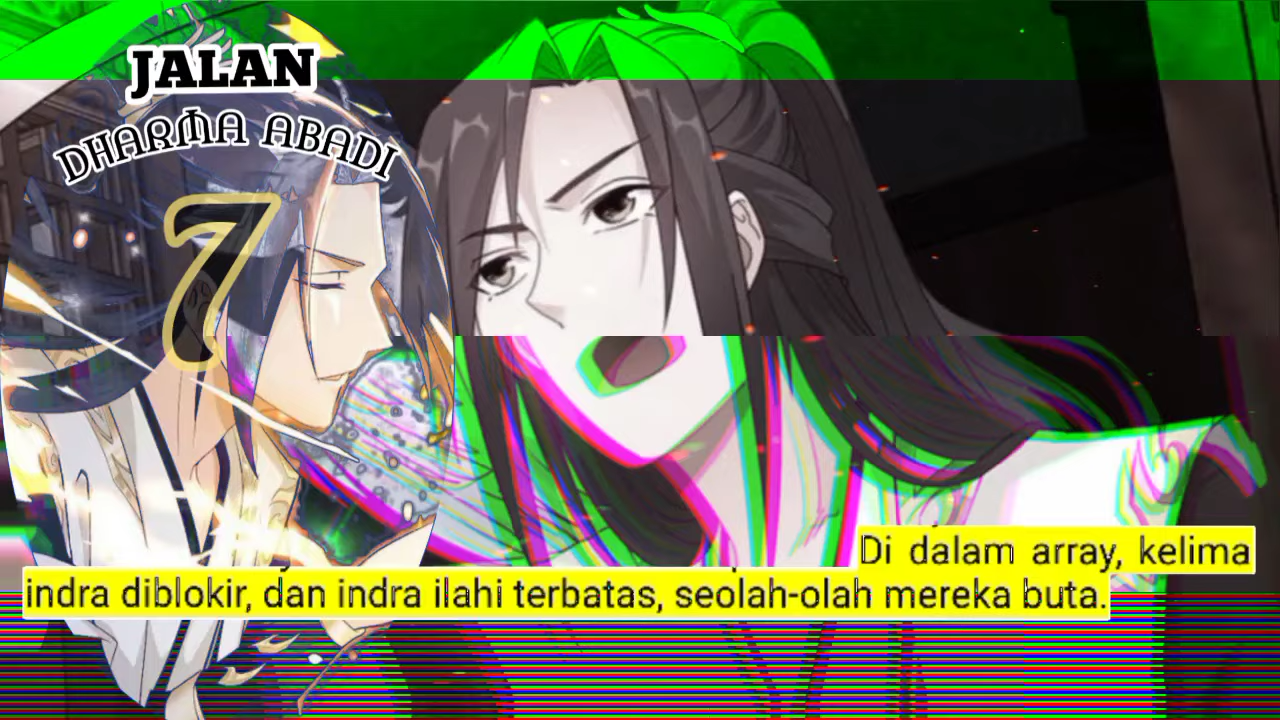 JALAN
DHARMA ABADI
7
Di dalam array, kelima
indra diblokir, dan indra ilahi terbatas, seolah-olah mereka buta.